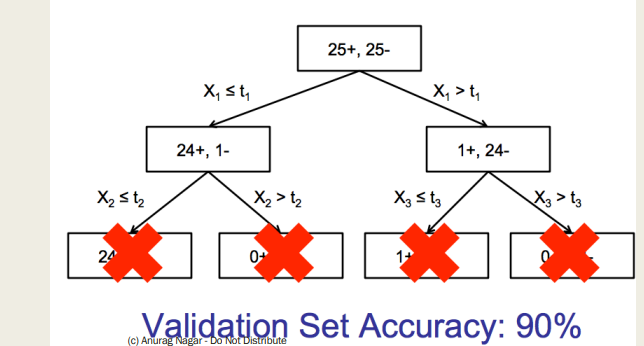 25+, 25-
X₁ ≤ t₁ X₁ > t₁
24+, 1- 1+, 24-
X₂ ≤ t₂ X₂ > t₂ X₃ ≤ t₃ X₃ > t₃
Validation Set Accuracy: 90%
(c) Anurag Nagar - Do Not Distribute